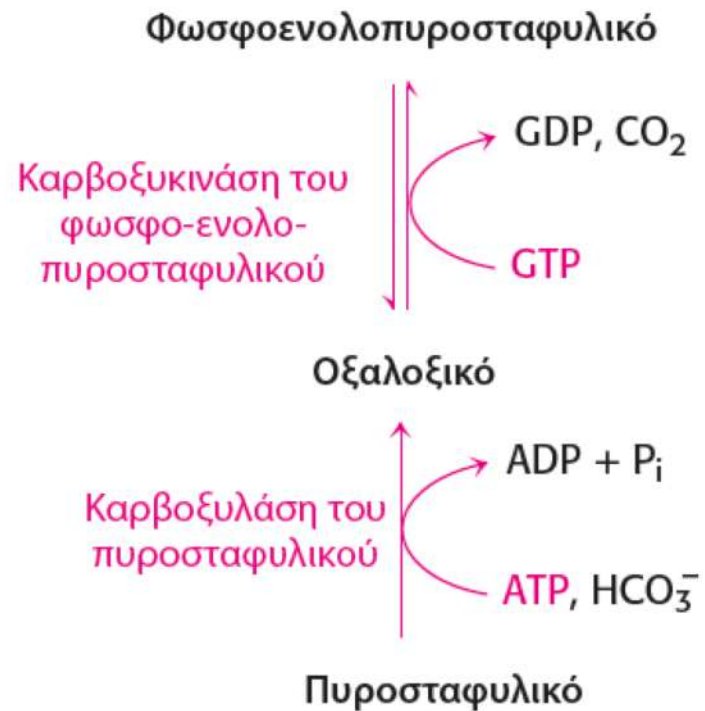 Φωσφοενολοπυροσταφυλικό
GDP, CO₂
Καρβοξυκινάση του
φωσφο-ενολο-
πυροσταφυλικού
GTP
Οξαλοξικό
ADP + Pᵢ
Καρβοξυλάση του
πυροσταφυλικού
ATP, HCO₃⁻
Πυροσταφυλικό